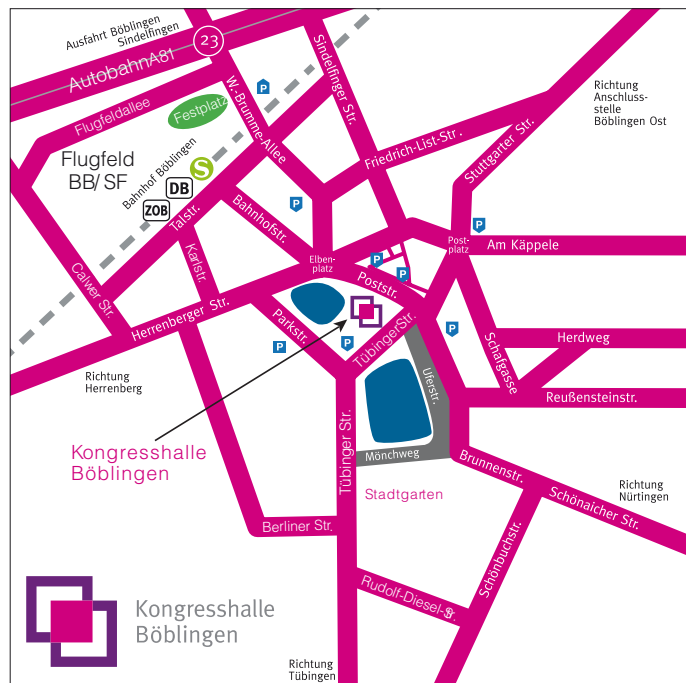 Ausfahrt Böblingen
Sindelfingen
23
AutobahnA81
Sindelfinger Str.
P
Richtung
Anschluss-
stelle
Böblingen Ost
Flugfeldallee
Festplatz
W.-Brumme-Allee
Friedrich-List-Str.
Stuttgarter Str.
Flugfeld
BB/SF
Bahnhof Böblingen
S
DB
ZOB
Talstr.
Bahnhofstr.
P
P
Karlstr.
Elben-
platz
Post-
platz
Am Käppele
P
P
Calwer Str.
Herrenberger Str.
Poststr.
Parkstr.
TübingerStr.
P
P
P
Schafgasse
Herdweg
Richtung
Herrenberg
Uferstr.
Reußensteinstr.
Kongresshalle
Böblingen
Tübinger Str.
Mönchweg
Brunnenstr.
Stadtgarten
Richtung
Nürtingen
Schönaicher Str.
Berliner Str.
Schönbuchstr.
Rudolf-Diesel-
Kongresshalle
Böblingen
Richtung
Tübingen